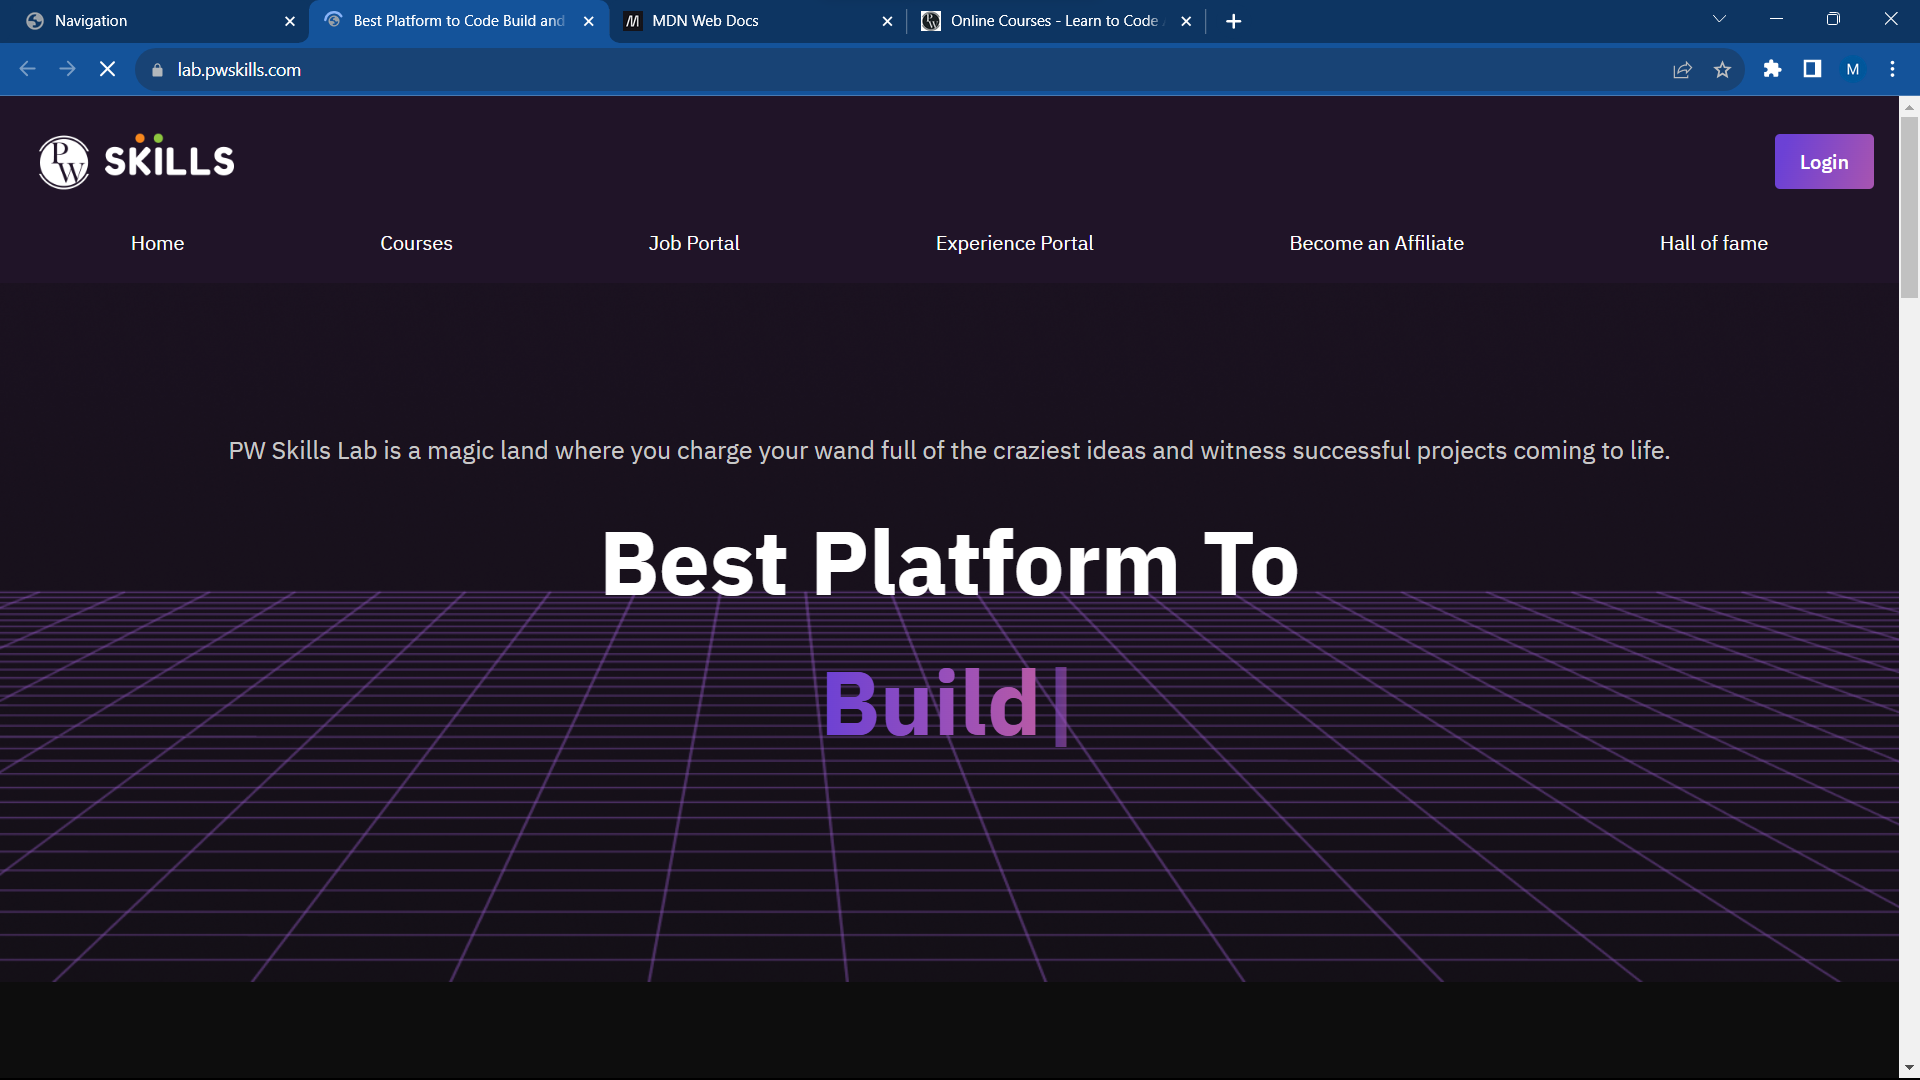 Navigation
Best Platform to Code Build and
MDN Web Docs
Online Courses - Learn to Code
lab.pwskills.com
M
PW SKILLS
Login
Home
Courses
Job Portal
Experience Portal
Become an Affiliate
Hall of fame
PW Skills Lab is a magic land where you charge your wand full of the craziest ideas and witness successful projects coming to life.
Best Platform To
Build|